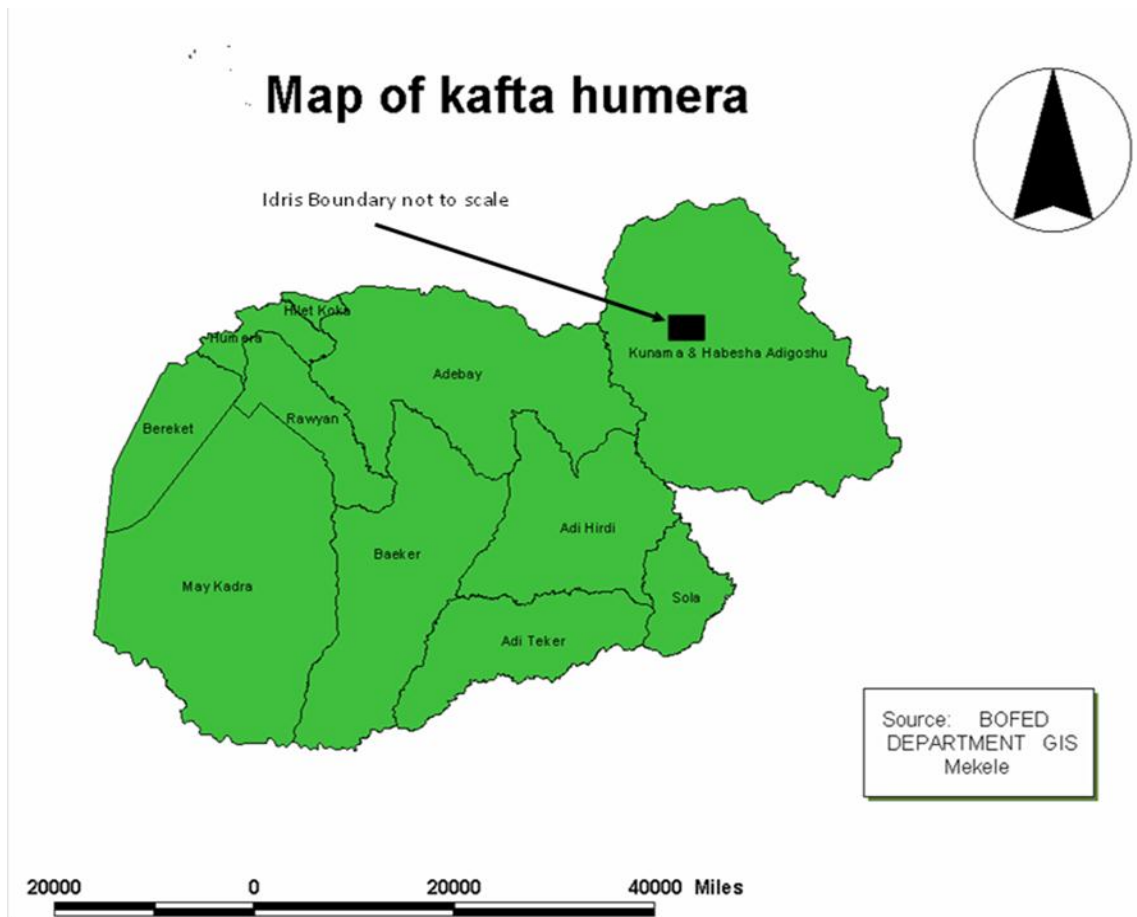 Map of kafta humera
Idris Boundary not to scale
Hilet Koka
Humera
Kunama & Habesha Adigoshu
Adebay
Rawyan
Bereket
Adi Hirdi
Baeker
May Kadra
Sola
Adi Teker
Source: BOFED
DEPARTMENT GIS
Mekele
20000 0 20000 40000 Miles